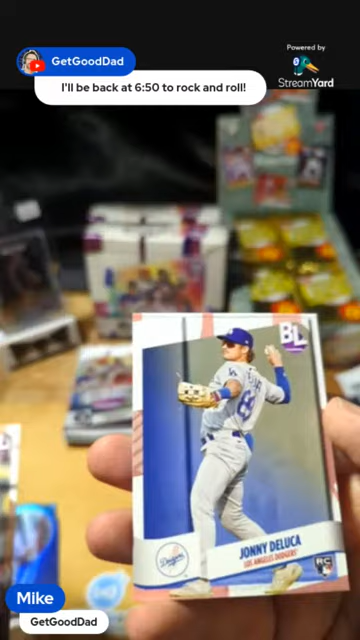 Powered by
StreamYard
GetGoodDad
I'll be back at 6:50 to rock and roll!
BL
JONNY DELUCA
LOS ANGELES DODGERS
Dodgers
RC
Mike
GetGoodDad